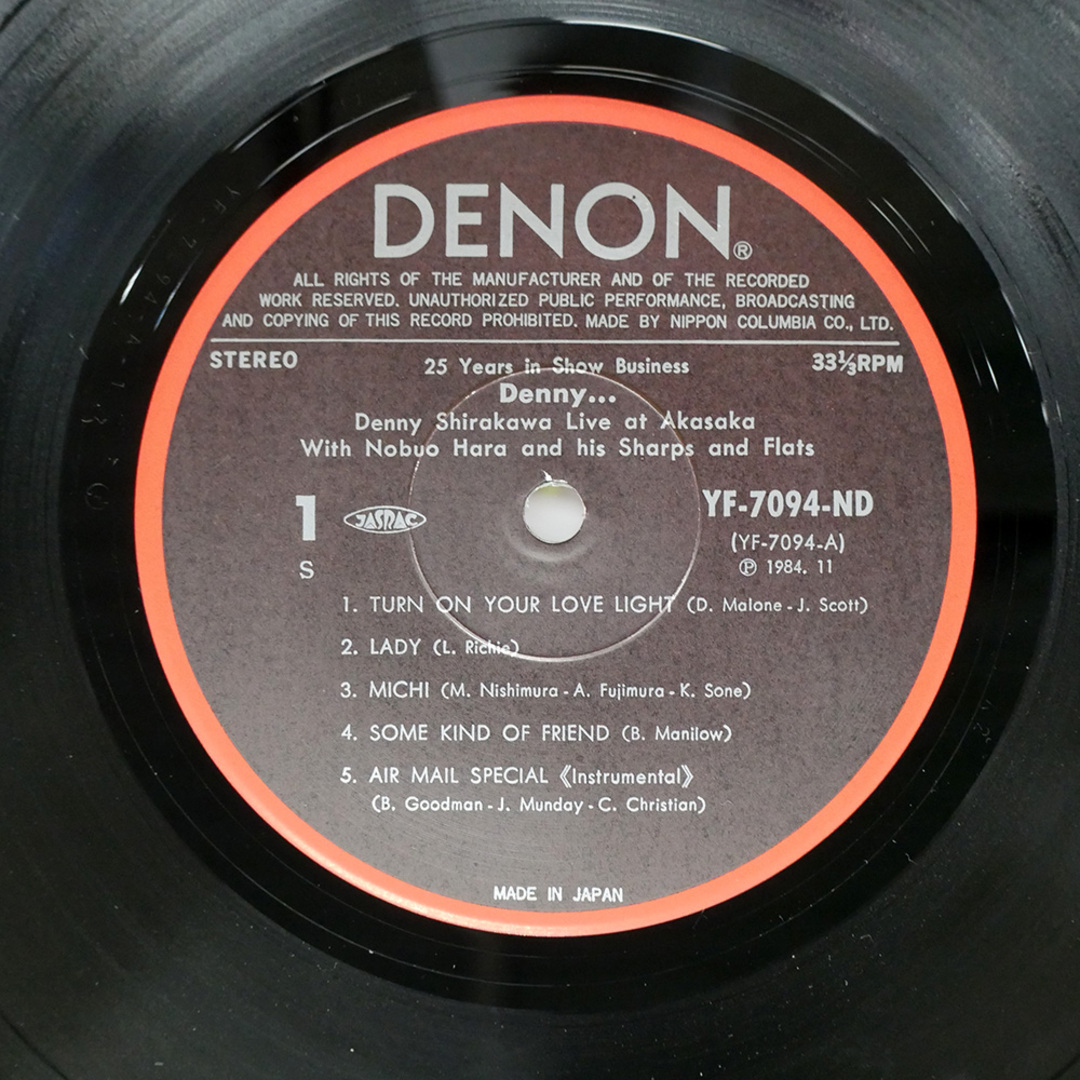 DENON®
ALL RIGHTS OF THE MANUFACTURER AND OF THE RECORDED
WORK RESERVED. UNAUTHORIZED PUBLIC PERFORMANCE, BROADCASTING
AND COPYING OF THIS RECORD PROHIBITED. MADE BY NIPPON COLUMBIA CO., LTD.
STEREO
25 Years in Show Business
33⅓RPM
Denny...
Denny Shirakawa Live at Akasaka
With Nobuo Hara and his Sharps and Flats
1
JASRAC
YF-7094-ND
(YF-7094-A)
S
Ⓟ 1984. 11
1. TURN ON YOUR LOVE LIGHT (D. Malone - J. Scott)
2. LADY (L. Richie)
3. MICHI (M. Nishimura - A. Fujimura - K. Sone)
4. SOME KIND OF FRIEND (B. Manilow)
5. AIR MAIL SPECIAL 《Instrumental》
(B. Goodman - J. Munday - C. Christian)
MADE IN JAPAN